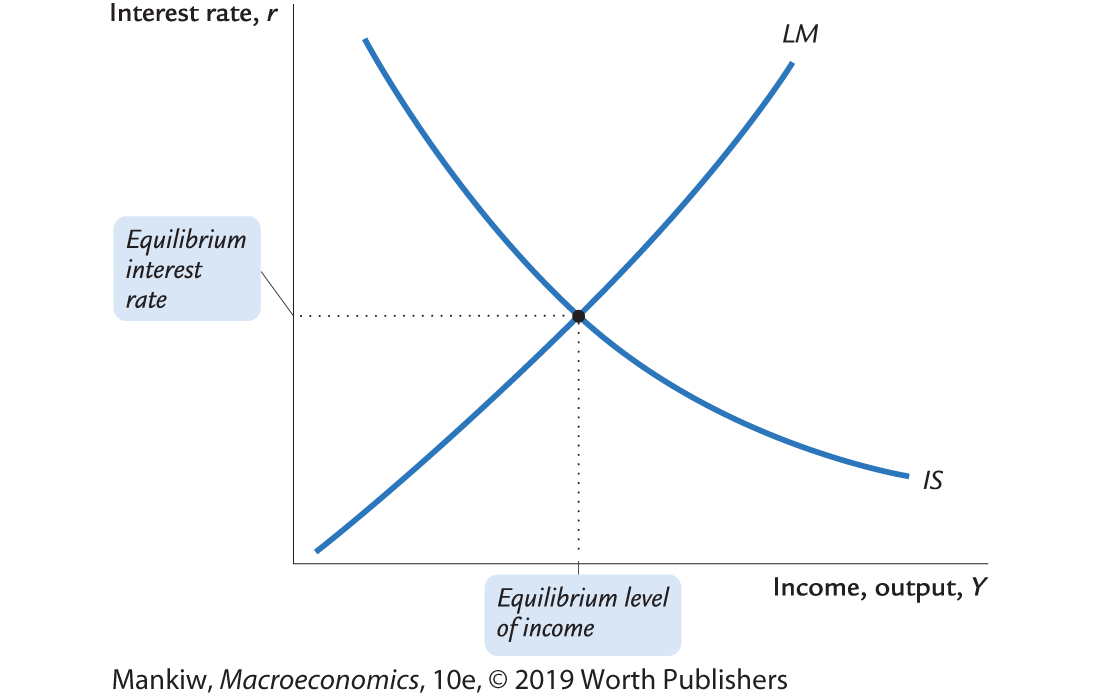 Interest rate, r
LM
Equilibrium
interest
rate
IS
Income, output, Y
Equilibrium level
of income
Mankiw, Macroeconomics, 10e, © 2019 Worth Publishers